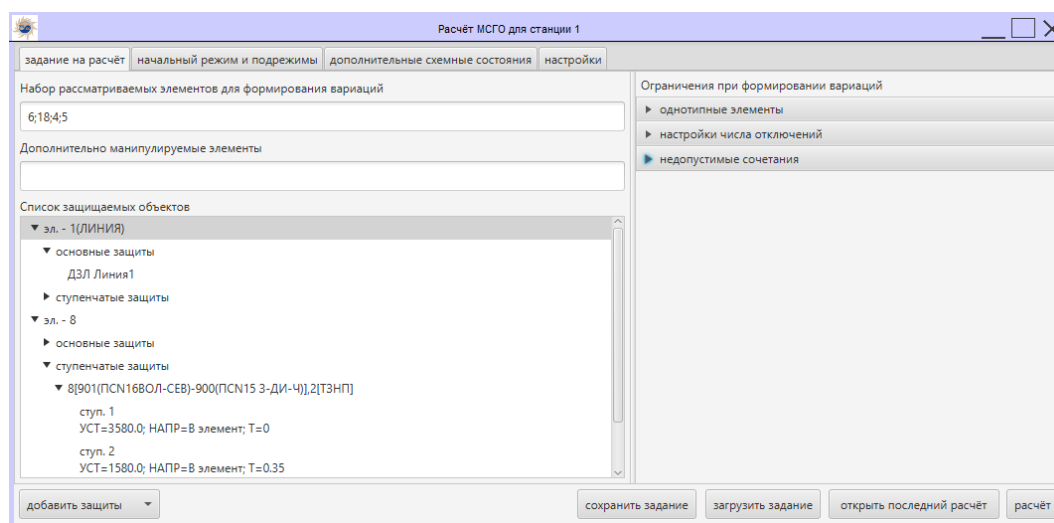 Расчёт МСГО для станции 1
задание на расчёт начальный режим и подрежимы дополнительные схемные состояния настройки
Набор рассматриваемых элементов для формирования вариаций
6;18;4;5
Дополнительно манипулируемые элементы
Список защищаемых объектов
эл. - 1(ЛИНИЯ)
основные защиты
ДЗЛ Линия1
ступенчатые защиты
эл. - 8
основные защиты
ступенчатые защиты
8[901(ПСN16ВОЛ-СЕВ)-900(ПСN15 З-ДИ-Ч)],2[ТЗНП]
ступ. 1
УСТ=3580.0; НАПР=В элемент; Т=0
ступ. 2
УСТ=1580.0; НАПР=В элемент; Т=0.35
Ограничения при формировании вариаций
однотипные элементы
настройки числа отключений
недопустимые сочетания
добавить защиты сохранить задание загрузить задание открыть последний расчёт расчёт